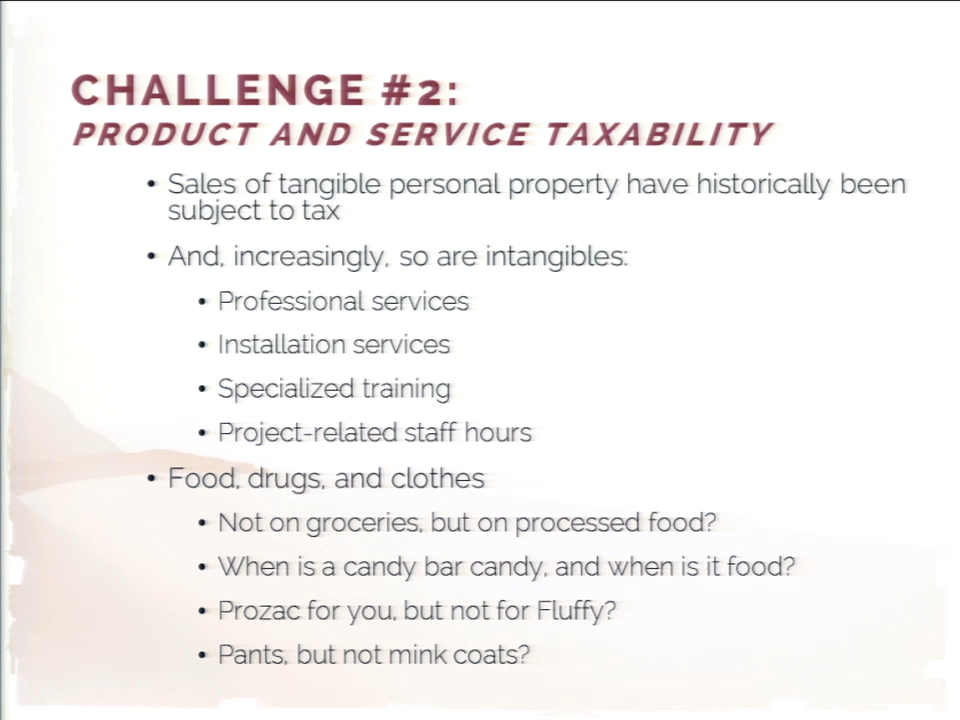 CHALLENGE #2:
PRODUCT AND SERVICE TAXABILITY
• Sales of tangible personal property have historically been
subject to tax
• And, increasingly, so are intangibles:
• Professional services
• Installation services
• Specialized training
• Project-related staff hours
• Food, drugs, and clothes
• Not on groceries, but on processed food?
• When is a candy bar candy, and when is it food?
• Prozac for you, but not for Fluffy?
• Pants, but not mink coats?